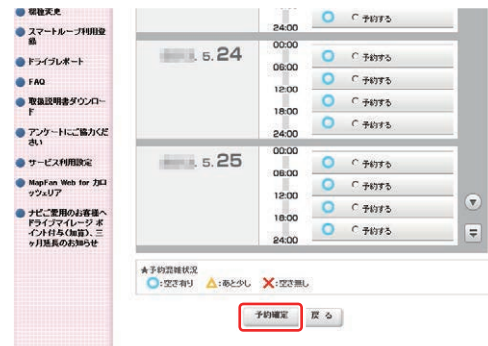 スマートループ利用登
録
ドライブレポート
FAQ
取扱説明書ダウンロー
ド
アンケートにご協力くだ
さい
サービス利用設定
MapFan Web for カロ
ッツェリア
ナビご愛用のお客様へ
ドライブマイレージ ポ
イント付与(加算)、三
ヶ月延長のお知らせ
24:00
予約する
. 5. 24
00:00
予約する
06:00
予約する
12:00
予約する
18:00
予約する
24:00
. 5. 25
00:00
予約する
06:00
予約する
12:00
予約する
18:00
予約する
24:00
★予約混雑状況
○:空き有り △:あと少し ×:空き無し
予約確定 戻 る